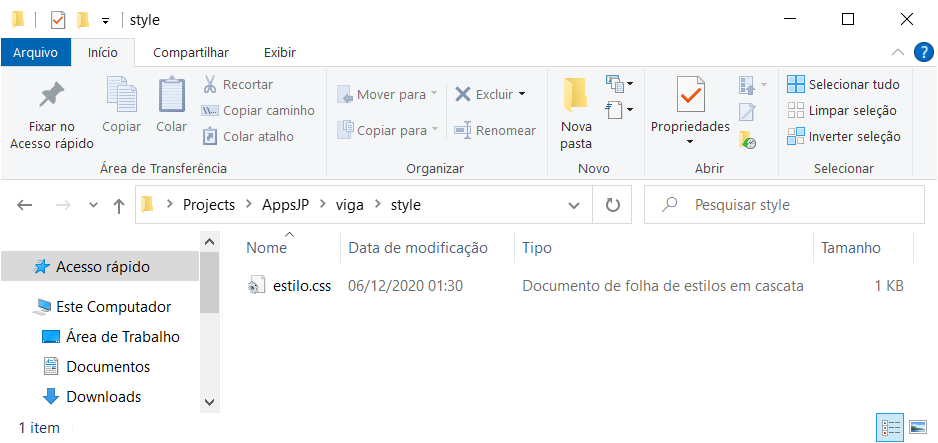 style
Arquivo Início Compartilhar Exibir
Fixar no
Acesso rápido
Copiar
Colar
Recortar
Copiar caminho
Colar atalho
Área de Transferência
Mover para
Copiar para
Excluir
Renomear
Organizar
Nova
pasta
Novo
Propriedades
Abrir
Selecionar tudo
Limpar seleção
Inverter seleção
Selecionar
Projects AppsJP viga style
Pesquisar style
Acesso rápido
Este Computador
Área de Trabalho
Documentos
Downloads
Nome Data de modificação Tipo Tamanho
estilo.css 06/12/2020 01:30 Documento de folha de estilos em cascata 1 KB
1 item